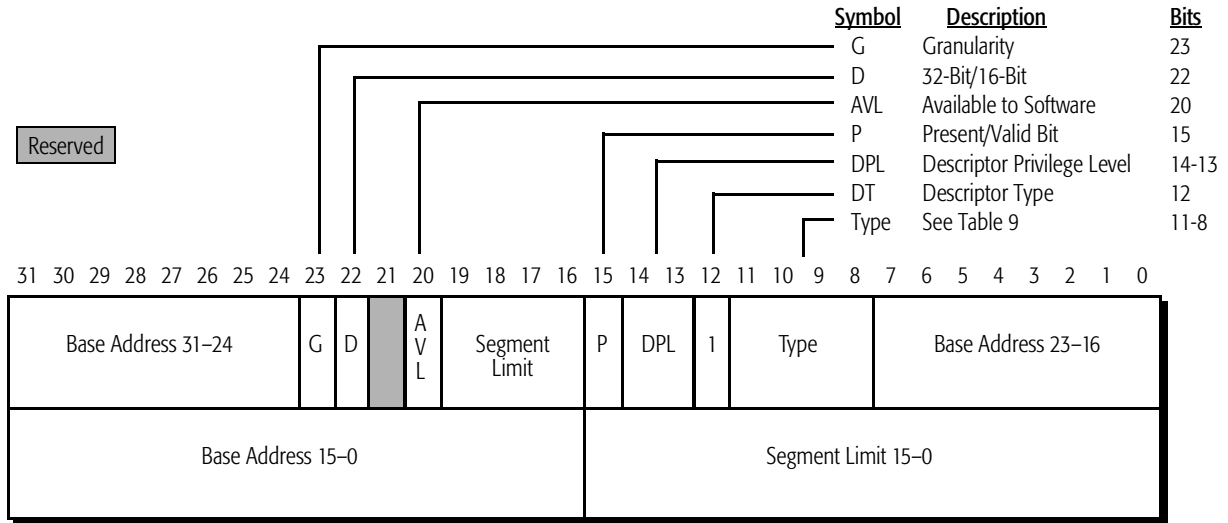 Symbol Description Bits
G Granularity 23
D 32-Bit/16-Bit 22
AVL Available to Software 20
P Present/Valid Bit 15
Reserved
DPL Descriptor Privilege Level 14-13
DT Descriptor Type 12
Type See Table 9 11-8
31 30 29 28 27 26 25 24 23 22 21 20 19 18 17 16 15 14 13 12 11 10 9 8 7 6 5 4 3 2 1 0
Base Address 31–24
G
D
A
V
L
Segment
Limit
P
DPL
1
Type
Base Address 23–16
Base Address 15–0
Segment Limit 15–0